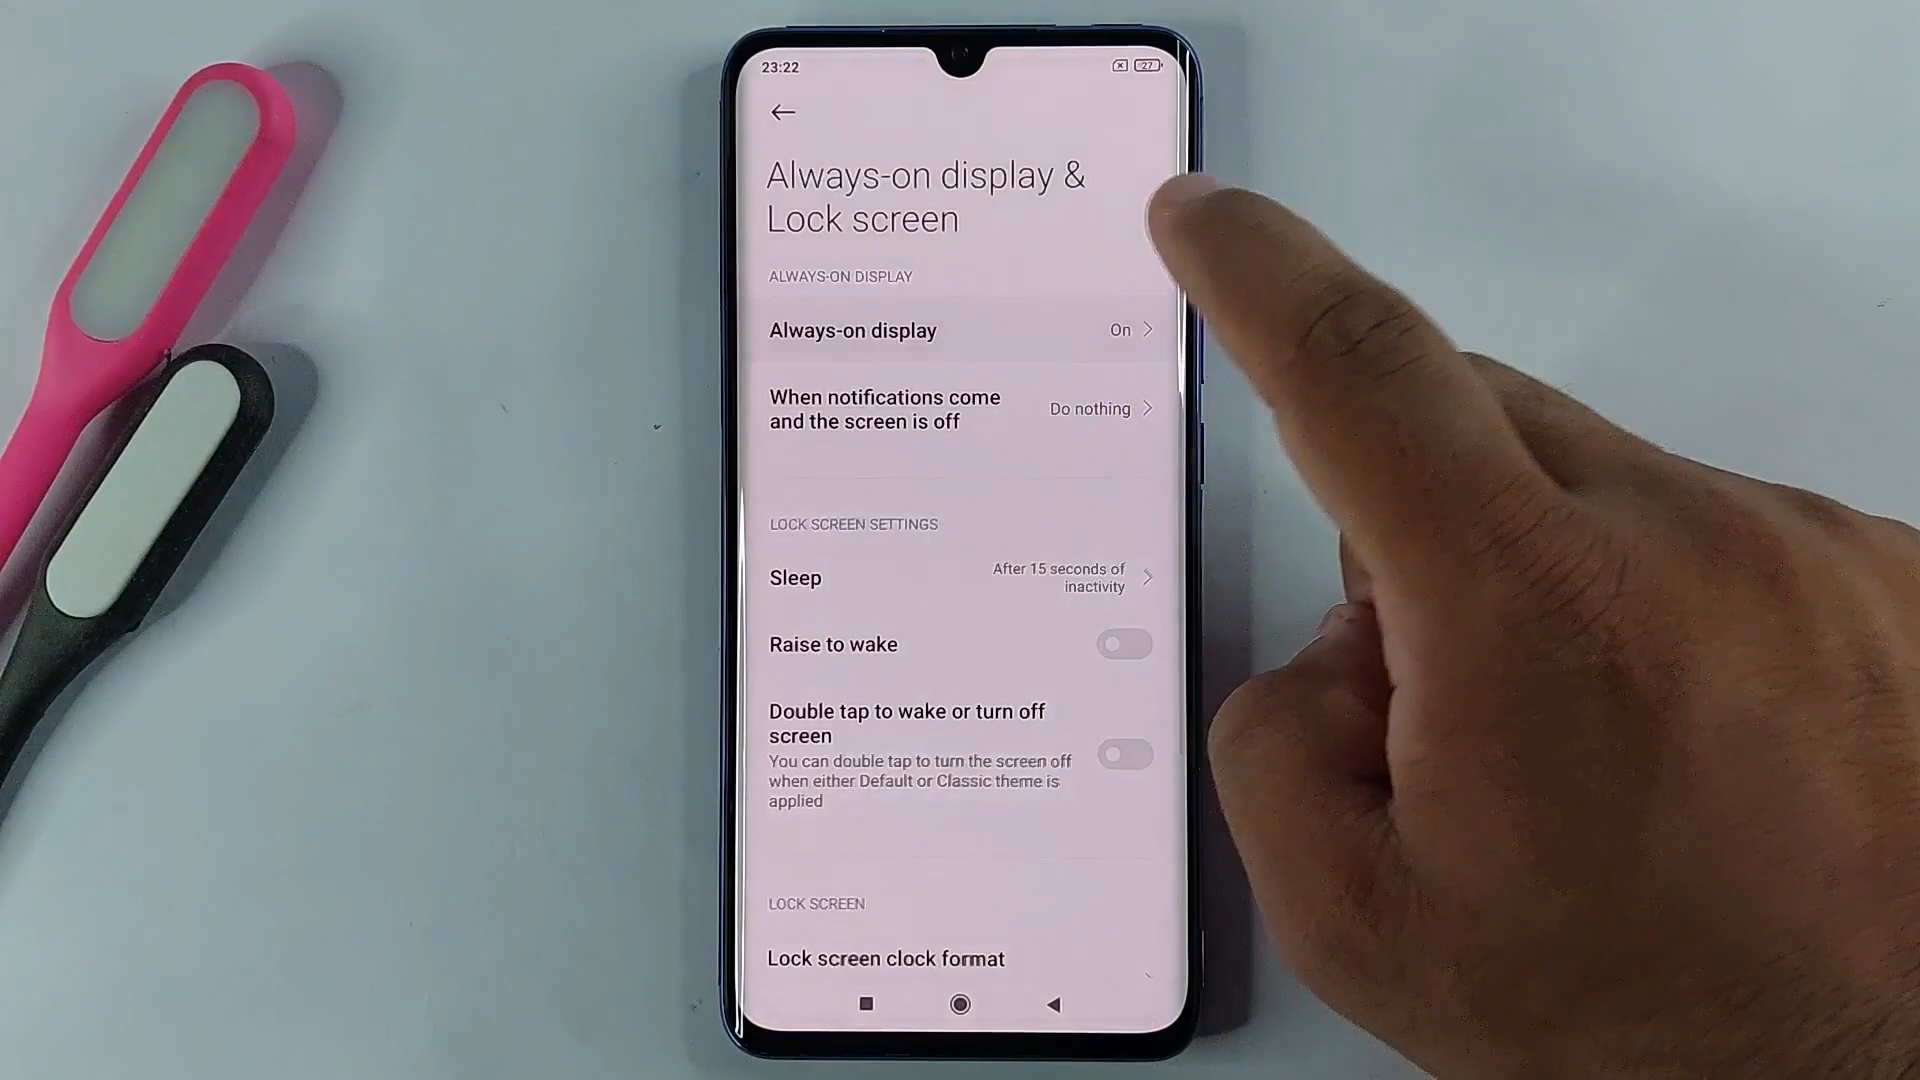 23:22
27
Always-on display &
Lock screen
ALWAYS-ON DISPLAY
Always-on display
On
When notifications come
and the screen is off
Do nothing
LOCK SCREEN SETTINGS
Sleep
After 15 seconds of
inactivity
Raise to wake
Double tap to wake or turn off
screen
You can double tap to turn the screen off
when either Default or Classic theme is
applied
LOCK SCREEN
Lock screen clock format